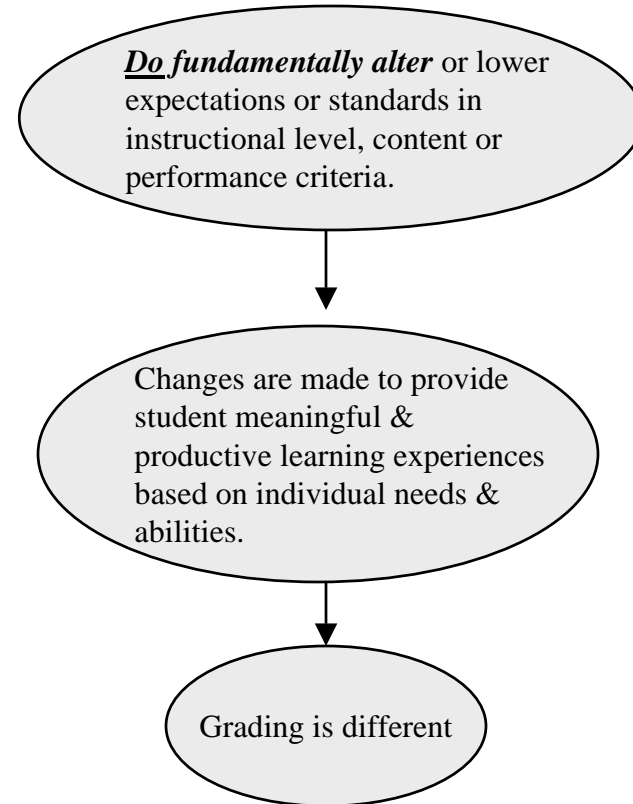 Do fundamentally alter or lower
expectations or standards in
instructional level, content or
performance criteria.
Changes are made to provide
student meaningful &
productive learning experiences
based on individual needs &
abilities.
Grading is different